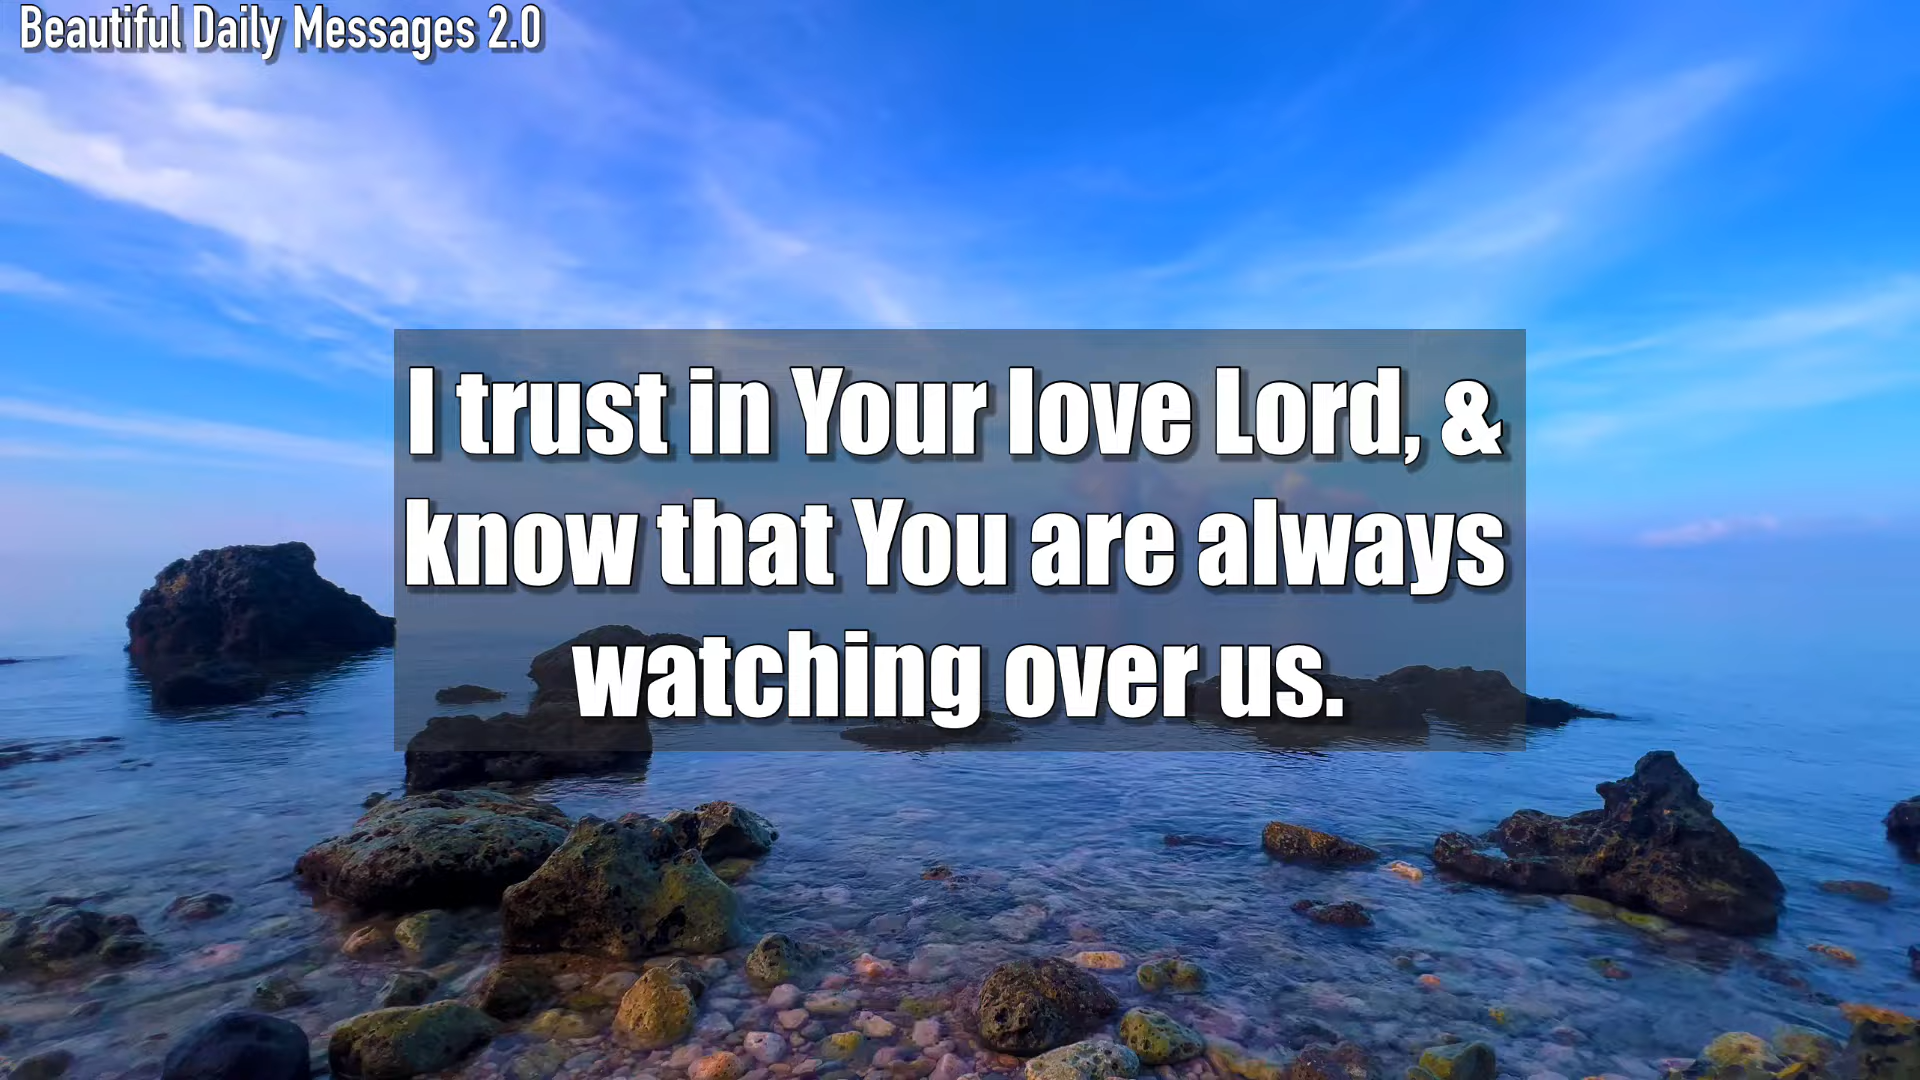 Beautiful Daily Messages 2.0
I trust in Your love Lord, &
know that You are always
watching over us.